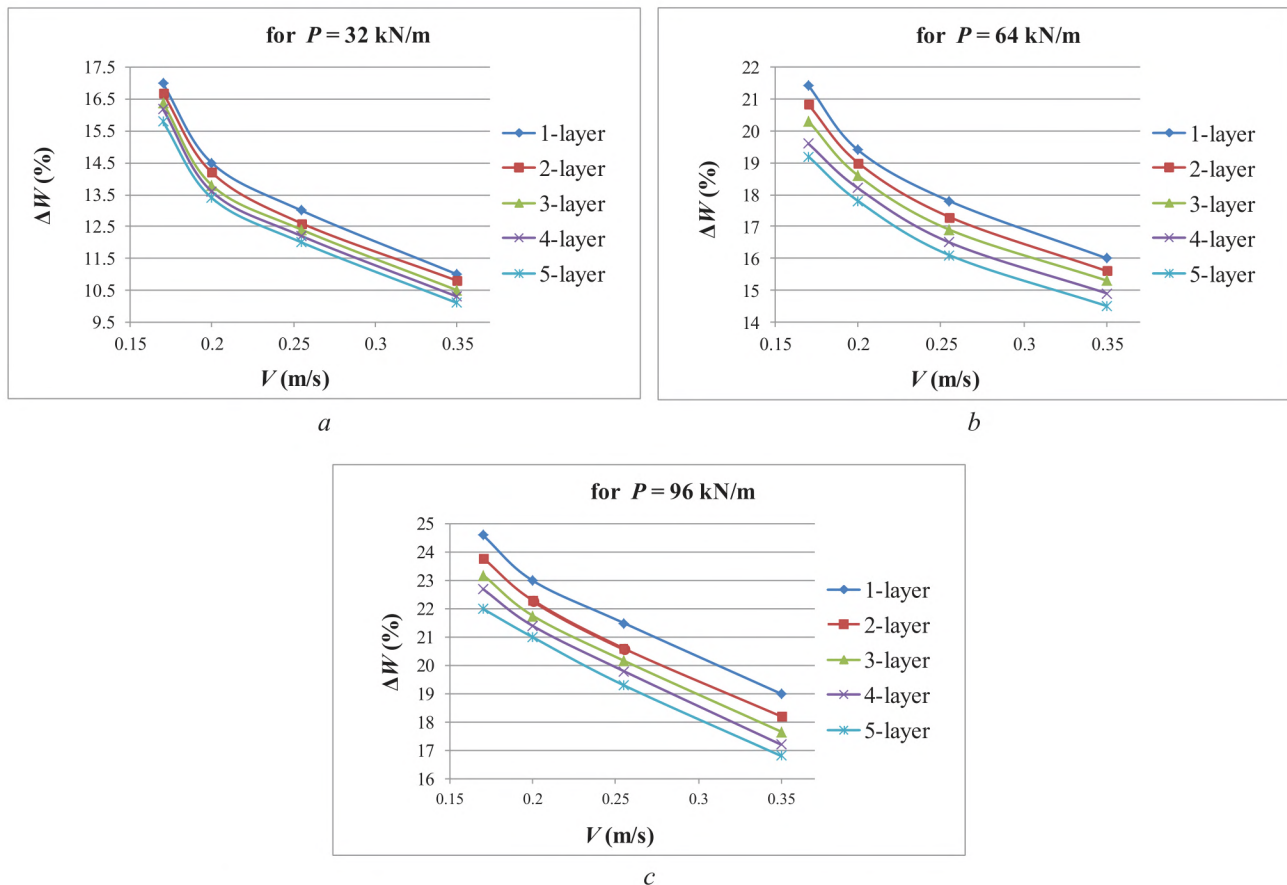 for P = 32 kN/m
ΔW (%)
17.5
16.5
15.5
14.5
13.5
12.5
11.5
10.5
9.5
0.15 0.2 0.25 0.3 0.35
V (m/s)
1-layer
2-layer
3-layer
4-layer
5-layer
a
for P = 64 kN/m
ΔW (%)
22
21
20
19
18
17
16
15
14
0.15 0.2 0.25 0.3 0.35
V (m/s)
1-layer
2-layer
3-layer
4-layer
5-layer
b
for P = 96 kN/m
ΔW (%)
25
24
23
22
21
20
19
18
17
16
0.15 0.2 0.25 0.3 0.35
V (m/s)
1-layer
2-layer
3-layer
4-layer
5-layer
c